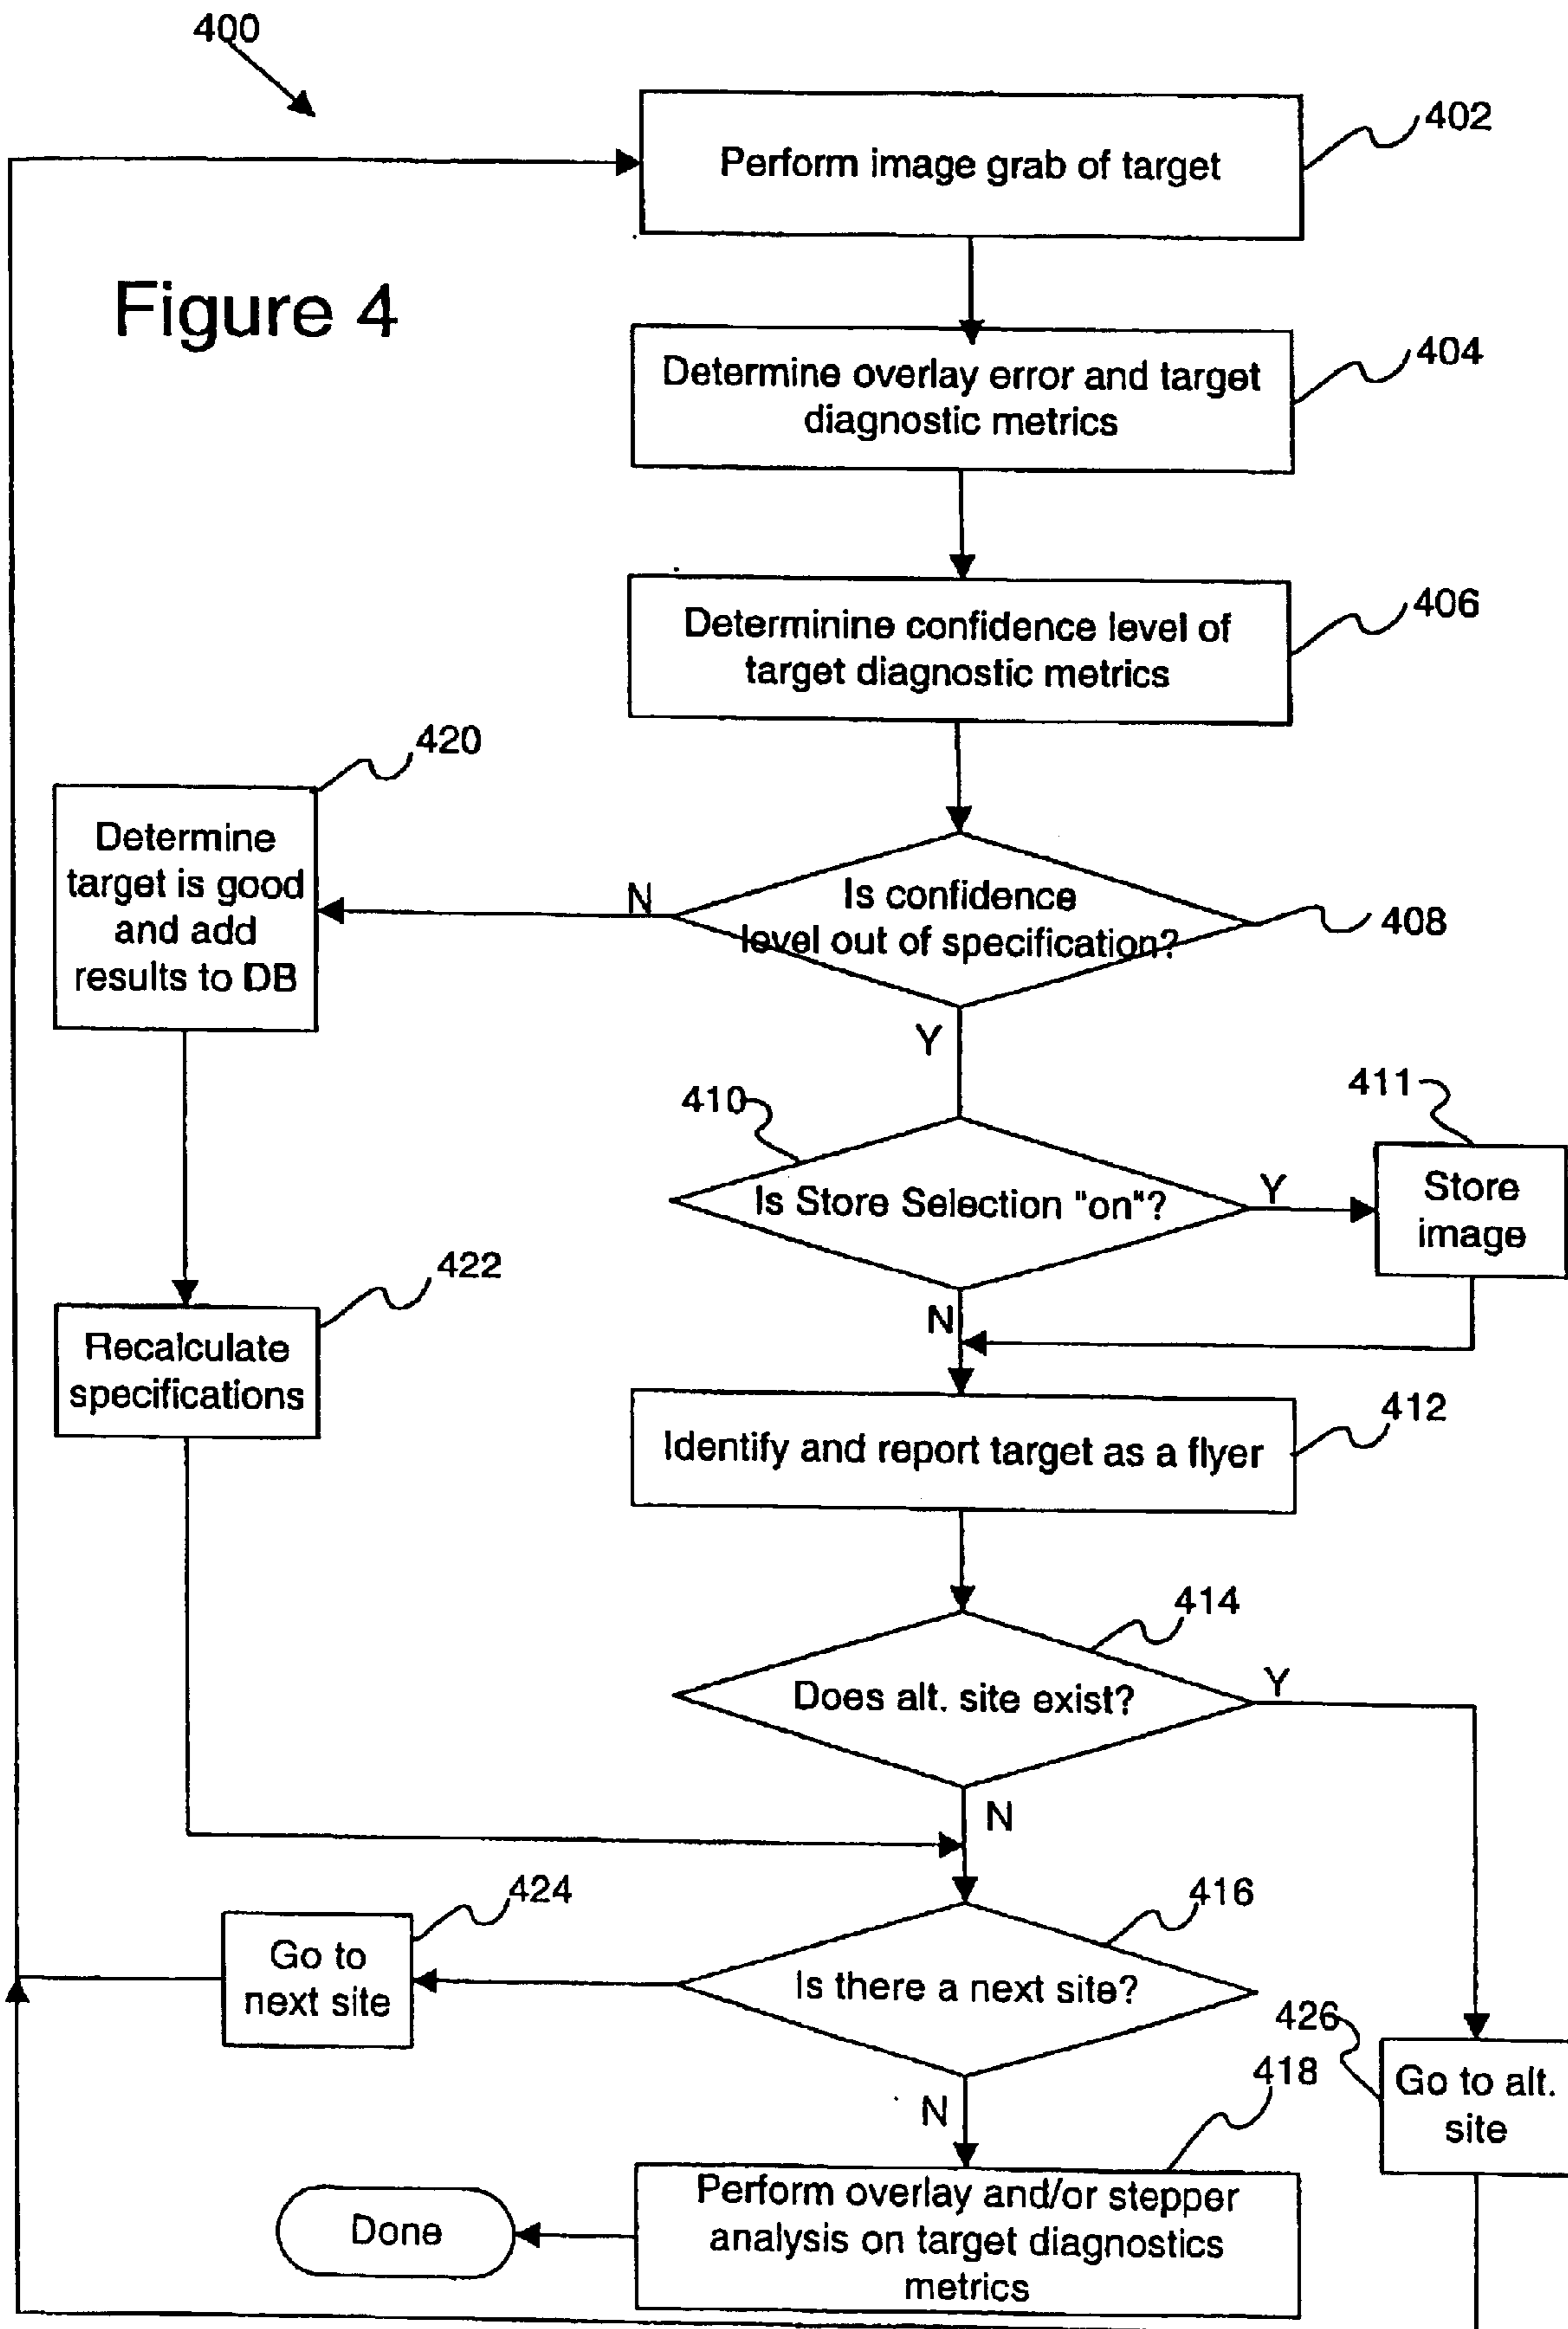 400
Perform image grab of target
402
Figure 4
Determine overlay error and target
diagnostic metrics
404
Determinine confidence level of
target diagnostic metrics
406
420
Determine
target is good
and add
results to DB
N
Is confidence
level out of specification?
408
Y
410
Is Store Selection "on"?
Y
411
Store
image
N
422
Recalculate
specifications
Identify and report target as a flyer
412
414
Does alt. site exist?
Y
N
424
Go to
next site
416
Is there a next site?
426
Go to alt.
site
N
418
Perform overlay and/or stepper
analysis on target diagnostics
metrics
Done